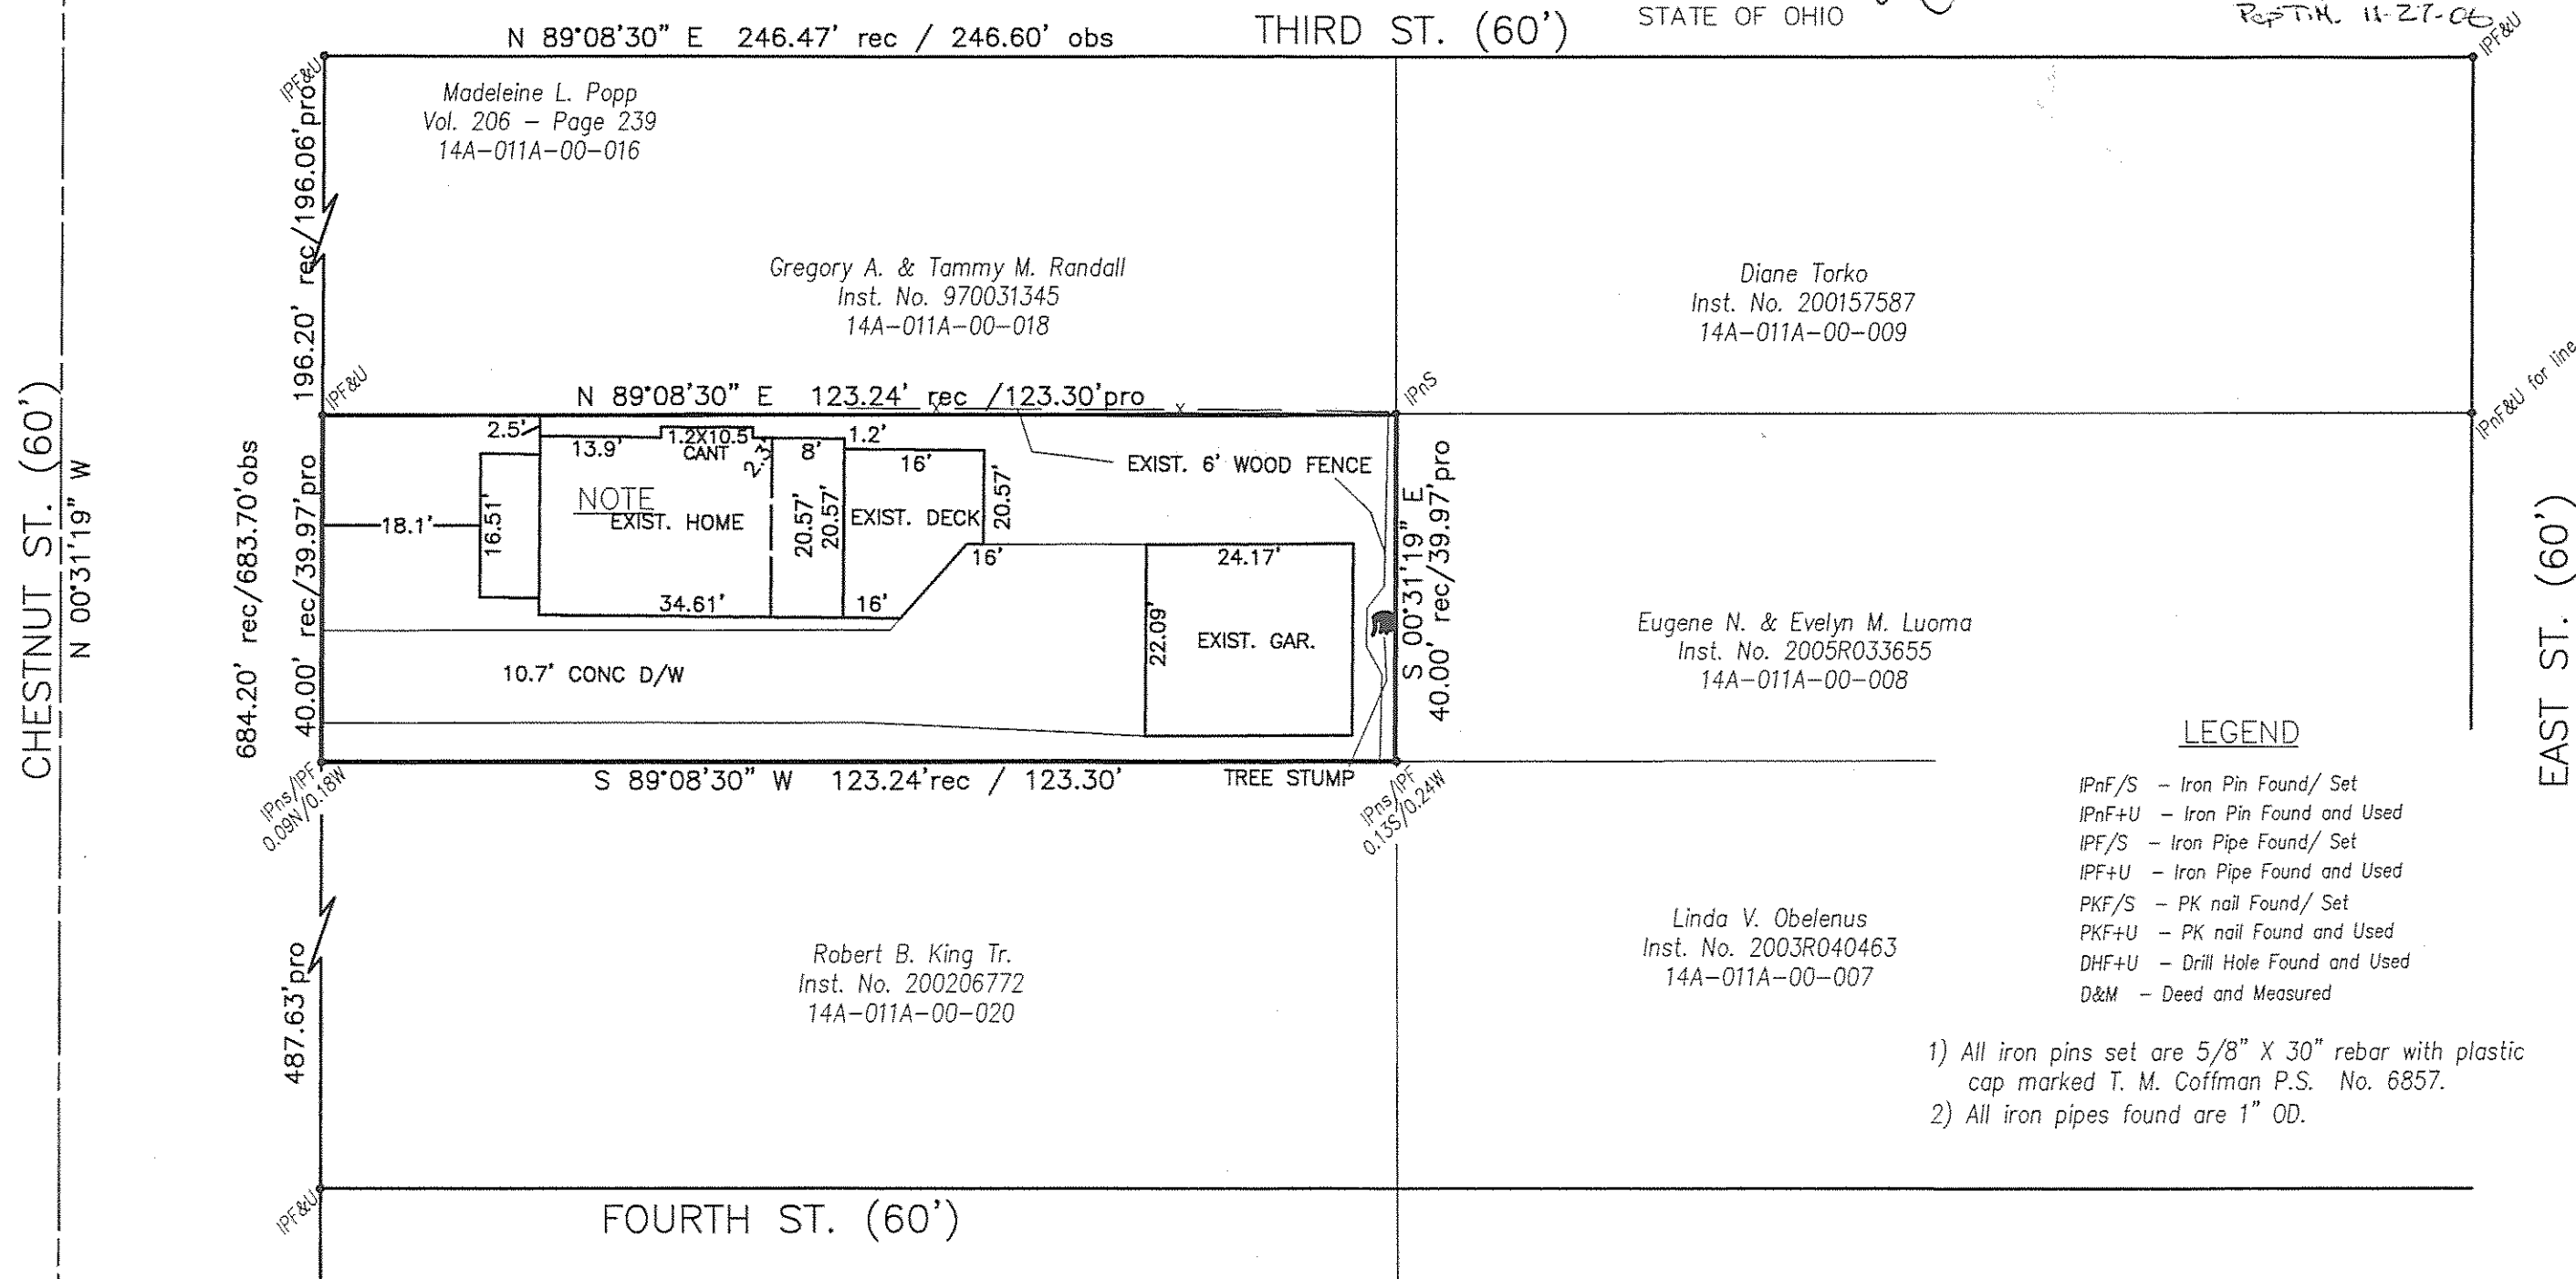 N 89°08'30" E 246.47' rec / 246.60' obs
THIRD ST. (60')
STATE OF OHIO
11-27-06
IPF&U
IPF&U
Madeleine L. Popp
Vol. 206 – Page 239
14A–011A–00–016
196.20' rec/196.06'pro
Gregory A. & Tammy M. Randall
Inst. No. 970031345
14A–011A–00–018
Diane Torko
Inst. No. 200157587
14A–011A–00–009
CHESTNUT ST. (60')
N 00°31'19" W
684.20' rec/683.70'obs
40.00' rec/39.97'pro
IPF&U
N 89°08'30" E 123.24' rec /123.30'pro
x
x
IPnS
IPnF&U for line
2.5'
13.9'
1.2X10.5
CANT
2.3'
8'
1.2'
16'
EXIST. 6' WOOD FENCE
18.1'
16.51'
NOTE
EXIST. HOME
20.57'
20.57'
EXIST. DECK
20.57'
16'
24.17'
34.61'
16'
22.09'
EXIST. GAR.
10.7' CONC D/W
S 00°31'19" E
40.00' rec/39.97'pro
Eugene N. & Evelyn M. Luoma
Inst. No. 2005R033655
14A–011A–00–008
EAST ST. (60')
S 89°08'30" W 123.24'rec / 123.30'
TREE STUMP
IPns/IPF
0.09N/0.18W
IPns/IPF
0.13S/0.24W
LEGEND
IPnF/S – Iron Pin Found/ Set
IPnF+U – Iron Pin Found and Used
IPF/S – Iron Pipe Found/ Set
IPF+U – Iron Pipe Found and Used
PKF/S – PK nail Found/ Set
PKF+U – PK nail Found and Used
DHF+U – Drill Hole Found and Used
D&M – Deed and Measured
487.63'pro
Robert B. King Tr.
Inst. No. 200206772
14A–011A–00–020
Linda V. Obelenus
Inst. No. 2003R040463
14A–011A–00–007
1) All iron pins set are 5/8" X 30" rebar with plastic
cap marked T. M. Coffman P.S. No. 6857.
2) All iron pipes found are 1" OD.
IPF&U
FOURTH ST. (60')